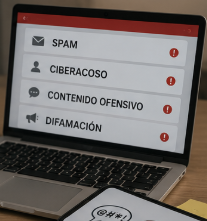 SPAM
CIBERACOSO
CONTENIDO OFENSIVO
DIFAMACIÓN
@#*!